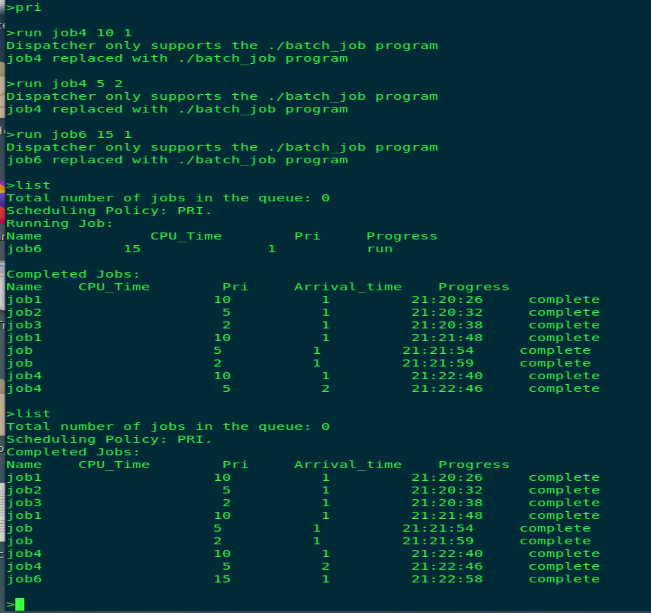 >pri
>run job4 10 1
Dispatcher only supports the ./batch_job program
job4 replaced with ./batch_job program
>run job4 5 2
Dispatcher only supports the ./batch_job program
job4 replaced with ./batch_job program
>run job6 15 1
Dispatcher only supports the ./batch_job program
job6 replaced with ./batch_job program
>list
Total number of jobs in the queue: 0
Scheduling Policy: PRI.
Running Job:
Name CPU_Time Pri Progress
job6 15 1 run
Completed Jobs:
Name CPU_Time Pri Arrival_time Progress
job1 10 1 21:20:26 complete
job2 5 1 21:20:32 complete
job3 2 1 21:20:38 complete
job1 10 1 21:21:48 complete
job 5 1 21:21:54 complete
job 2 1 21:21:59 complete
job4 10 1 21:22:40 complete
job4 5 2 21:22:46 complete
>list
Total number of jobs in the queue: 0
Scheduling Policy: PRI.
Completed Jobs:
Name CPU_Time Pri Arrival_time Progress
job1 10 1 21:20:26 complete
job2 5 1 21:20:32 complete
job3 2 1 21:20:38 complete
job1 10 1 21:21:48 complete
job 5 1 21:21:54 complete
job 2 1 21:21:59 complete
job4 10 1 21:22:40 complete
job4 5 2 21:22:46 complete
job6 15 1 21:22:58 complete
>